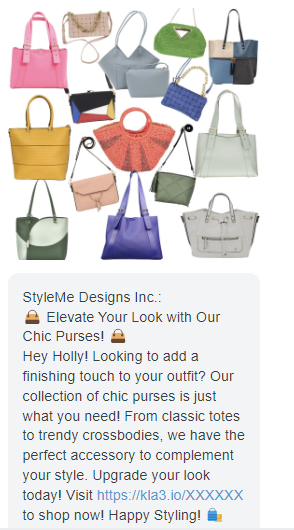 StyleMe Designs Inc.:
👜 Elevate Your Look with Our
Chic Purses! 👜
Hey Holly! Looking to add a
finishing touch to your outfit? Our
collection of chic purses is just
what you need! From classic totes
to trendy crossbodies, we have the
perfect accessory to complement
your style. Upgrade your look
today! Visit https://kla3.io/XXXXXX
to shop now! Happy Styling! 🛍️